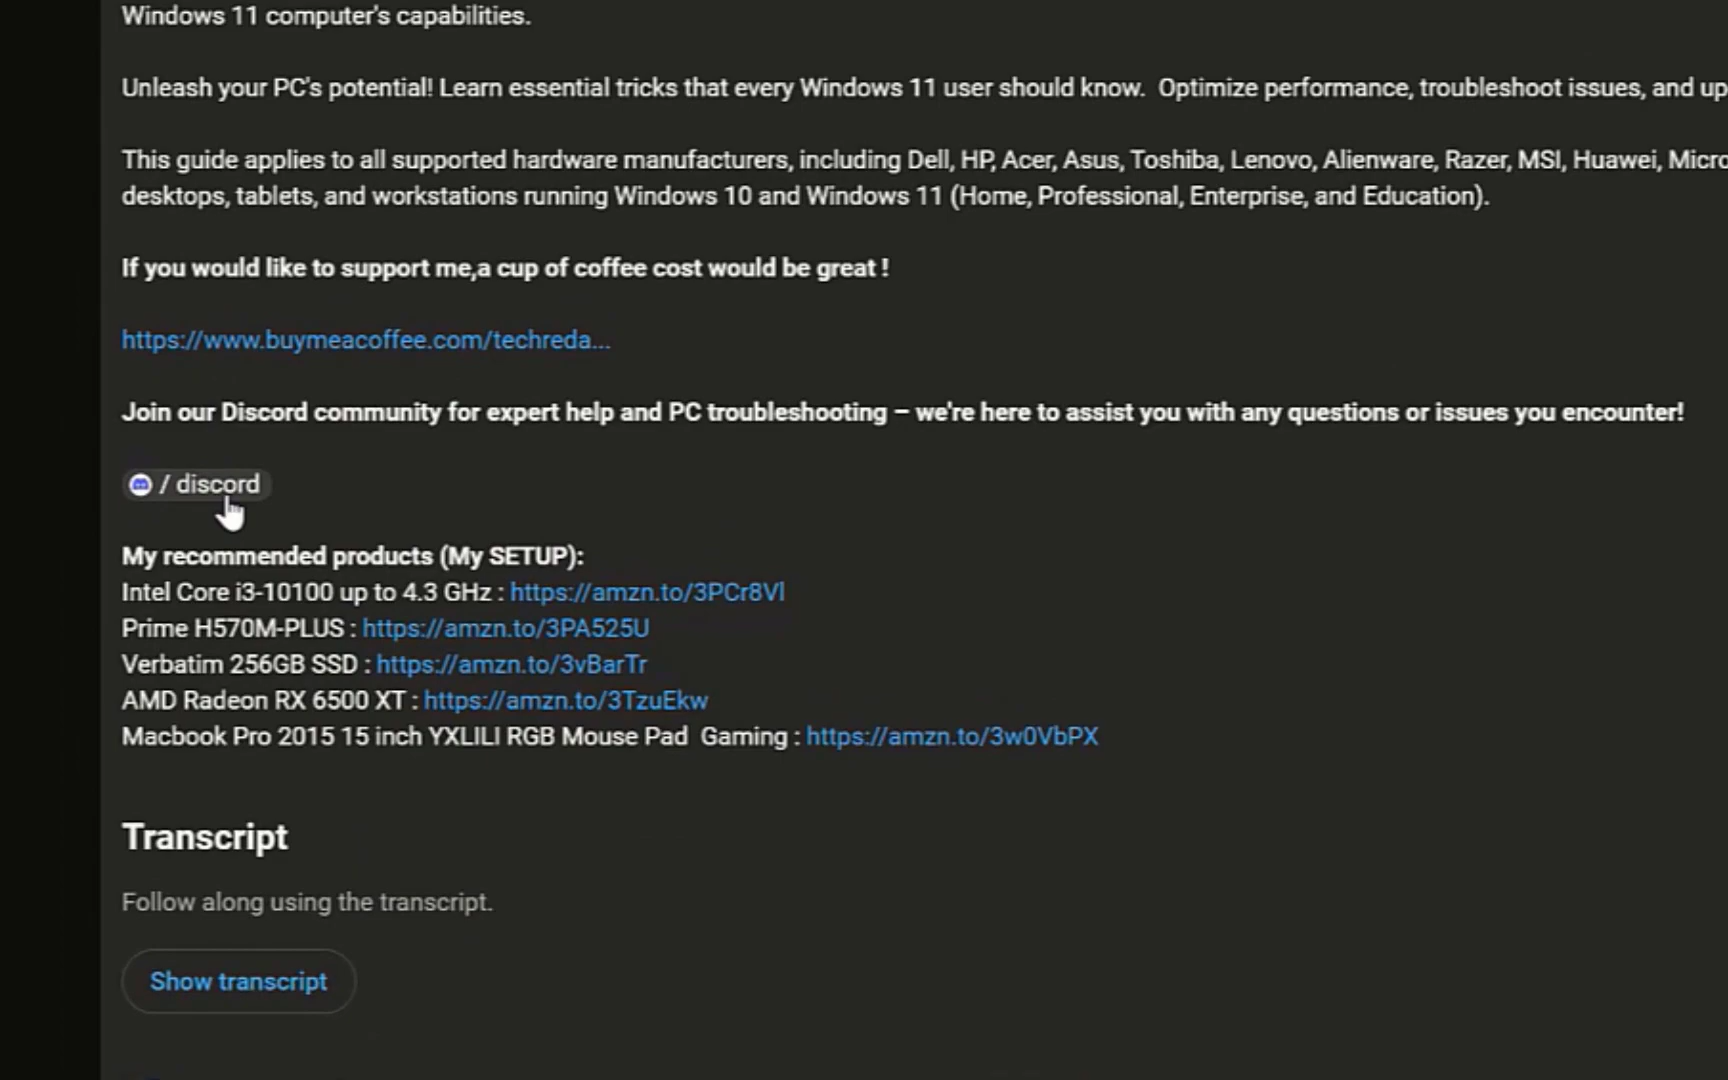 Windows 11 computer's capabilities.
Unleash your PC's potential! Learn essential tricks that every Windows 11 user should know.  Optimize performance, troubleshoot issues, and up
This guide applies to all supported hardware manufacturers, including Dell, HP, Acer, Asus, Toshiba, Lenovo, Alienware, Razer, MSI, Huawei, Micro
desktops, tablets, and workstations running Windows 10 and Windows 11 (Home, Professional, Enterprise, and Education).
If you would like to support me,a cup of coffee cost would be great !
https://www.buymeacoffee.com/techreda...
Join our Discord community for expert help and PC troubleshooting – we're here to assist you with any questions or issues you encounter!
/ discord
My recommended products (My SETUP):
Intel Core i3-10100 up to 4.3 GHz : https://amzn.to/3PCr8Vl
Prime H570M-PLUS : https://amzn.to/3PA525U
Verbatim 256GB SSD : https://amzn.to/3vBarTr
AMD Radeon RX 6500 XT : https://amzn.to/3TzuEkw
Macbook Pro 2015 15 inch YXLILI RGB Mouse Pad  Gaming : https://amzn.to/3w0VbPX
Transcript
Follow along using the transcript.
Show transcript